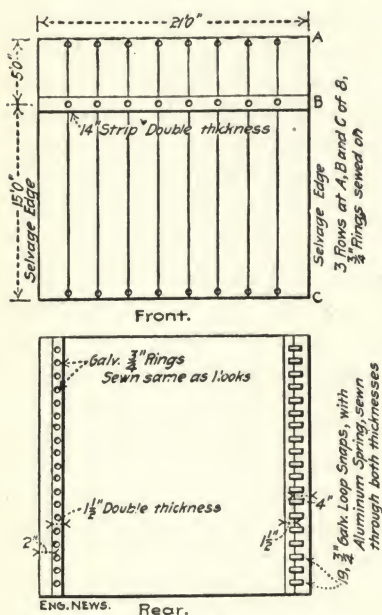 21'0"
A
5'0"
B
14" Strip Double thickness
15'0"
Selvage Edge
Selvage Edge
3 Rows at A, B and C of 8,
3/4" Rings sewed on
C
Front.
Galv. 3/4" Rings
Sewn same as Hooks
1 1/2" Double thickness
2"
4"
1 1/2"
19, 3/4" Galv. Loop Snaps, with
Aluminum Spring, sewn
through both thicknesses
ENG. NEWS.
Rear.